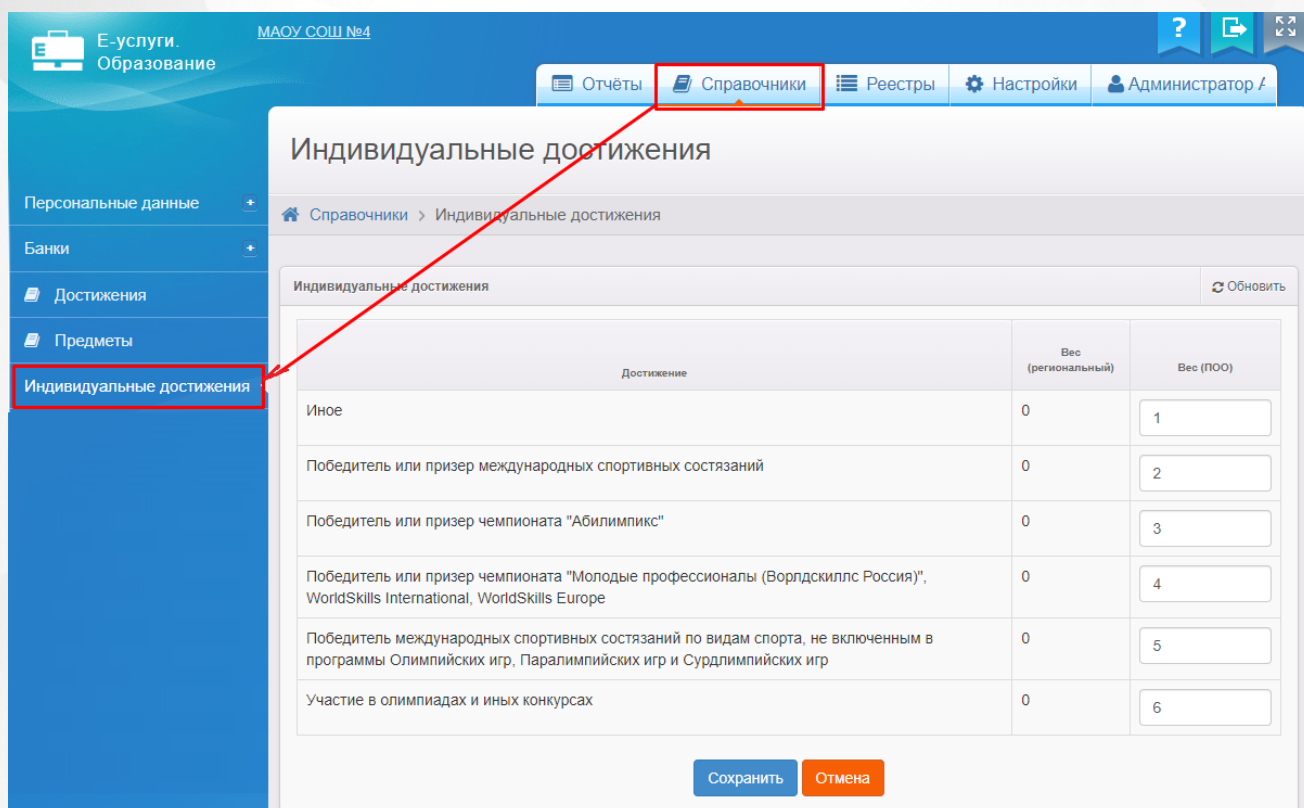 Е-услуги.
Образование
МАОУ СОШ №4
?
Отчёты
Справочники
Реестры
Настройки
Администратор
Индивидуальные достижения
Персональные данные
Банки
Достижения
Предметы
Индивидуальные достижения
Справочники > Индивидуальные достижения
Индивидуальные достижения
Обновить
Достижение
Вес
(региональный)
Вес (ПОО)
Иное 0 1
Победитель или призер международных спортивных состязаний 0 2
Победитель или призер чемпионата "Абилимпикс" 0 3
Победитель или призер чемпионата "Молодые профессионалы (Ворлдскиллс Россия)", 0 4
WorldSkills International, WorldSkills Europe
Победитель международных спортивных состязаний по видам спорта, не включенным в 0 5
программы Олимпийских игр, Паралимпийских игр и Сурдлимпийских игр
Участие в олимпиадах и иных конкурсах 0 6
Сохранить
Отмена